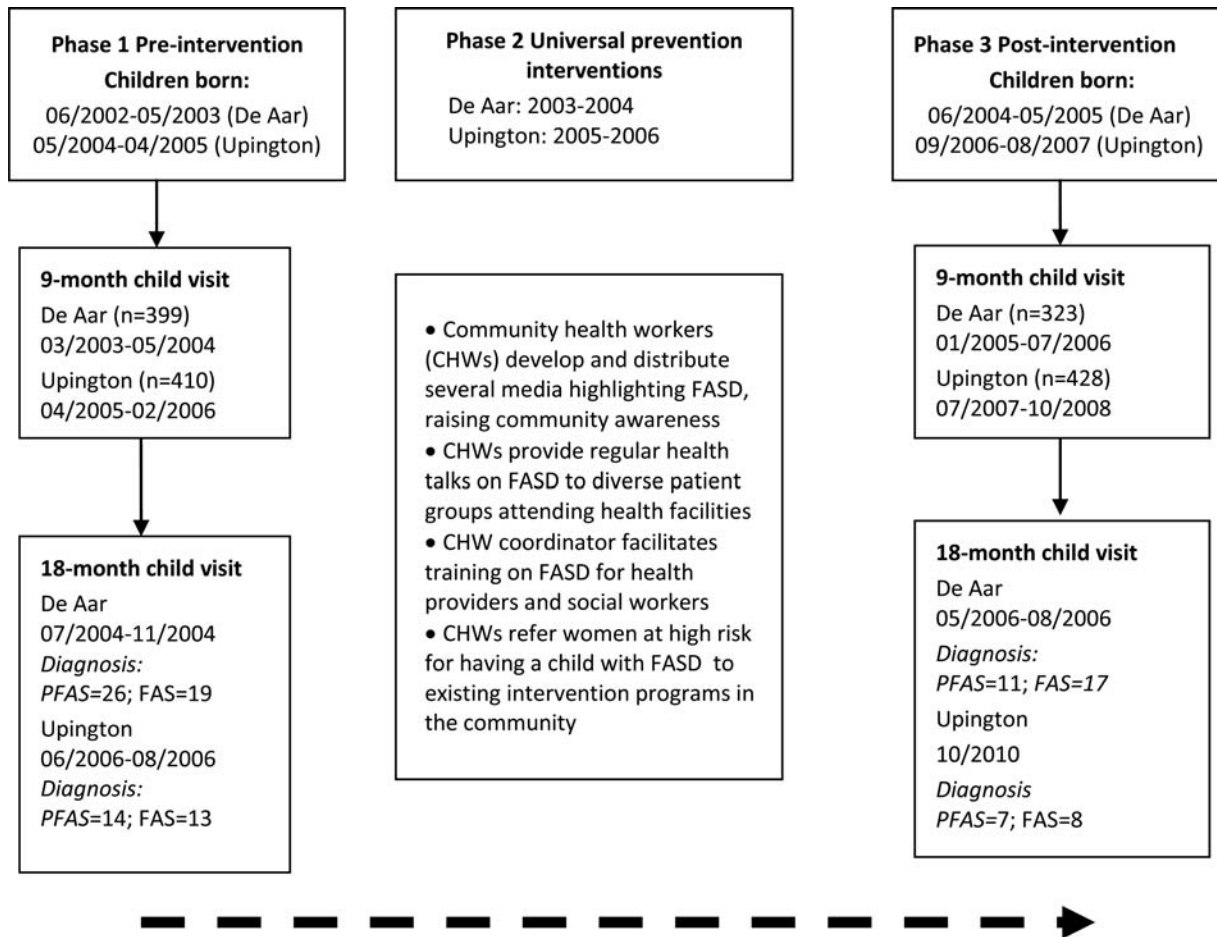 Phase 1 Pre-intervention
Children born:
06/2002-05/2003 (De Aar)
05/2004-04/2005 (Upington)
9-month child visit
De Aar (n=399)
03/2003-05/2004
Upington (n=410)
04/2005-02/2006
18-month child visit
De Aar
07/2004-11/2004
Diagnosis:
PFAS=26; FAS=19
Upington
06/2006-08/2006
Diagnosis:
PFAS=14; FAS=13
Phase 2 Universal prevention
interventions
De Aar: 2003-2004
Upington: 2005-2006
• Community health workers
(CHWs) develop and distribute
several media highlighting FASD,
raising community awareness
• CHWs provide regular health
talks on FASD to diverse patient
groups attending health facilities
• CHW coordinator facilitates
training on FASD for health
providers and social workers
• CHWs refer women at high risk
for having a child with FASD to
existing intervention programs in
the community
Phase 3 Post-intervention
Children born:
06/2004-05/2005 (De Aar)
09/2006-08/2007 (Upington)
9-month child visit
De Aar (n=323)
01/2005-07/2006
Upington (n=428)
07/2007-10/2008
18-month child visit
De Aar
05/2006-08/2006
Diagnosis:
PFAS=11; FAS=17
Upington
10/2010
Diagnosis
PFAS=7; FAS=8